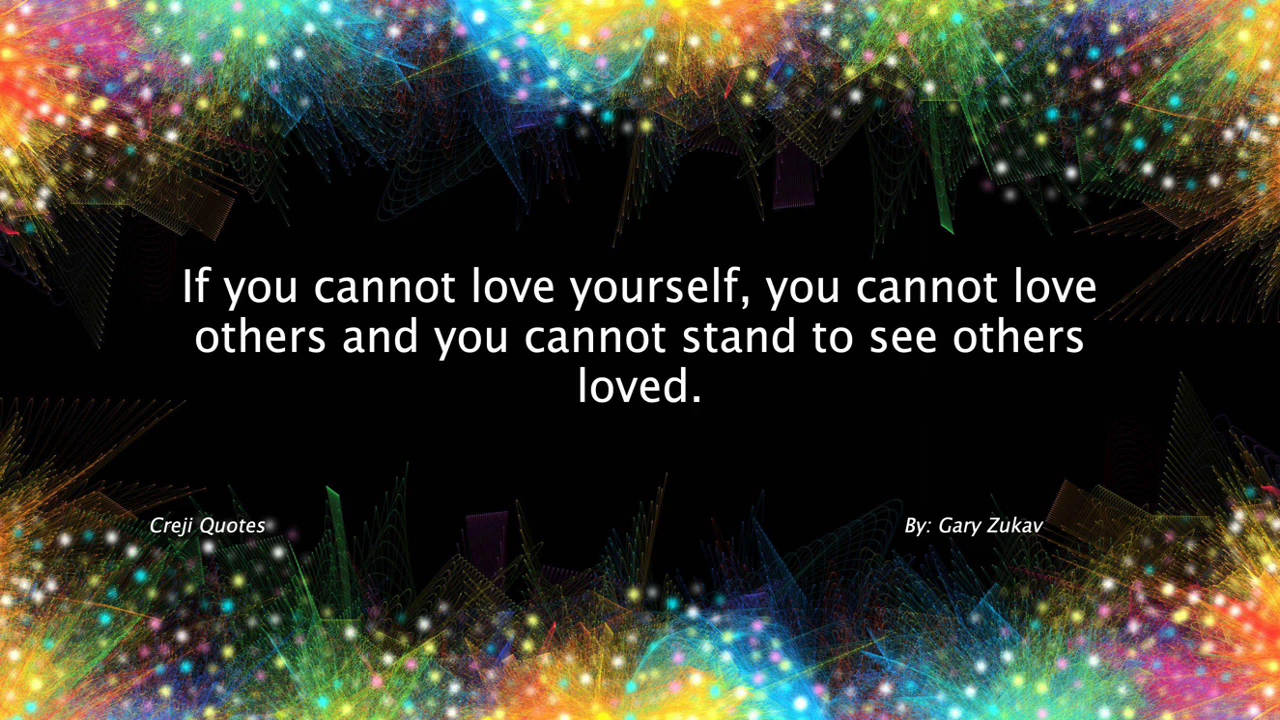 If you cannot love yourself, you cannot love
others and you cannot stand to see others
loved.
Creji Quotes
By: Gary Zukav